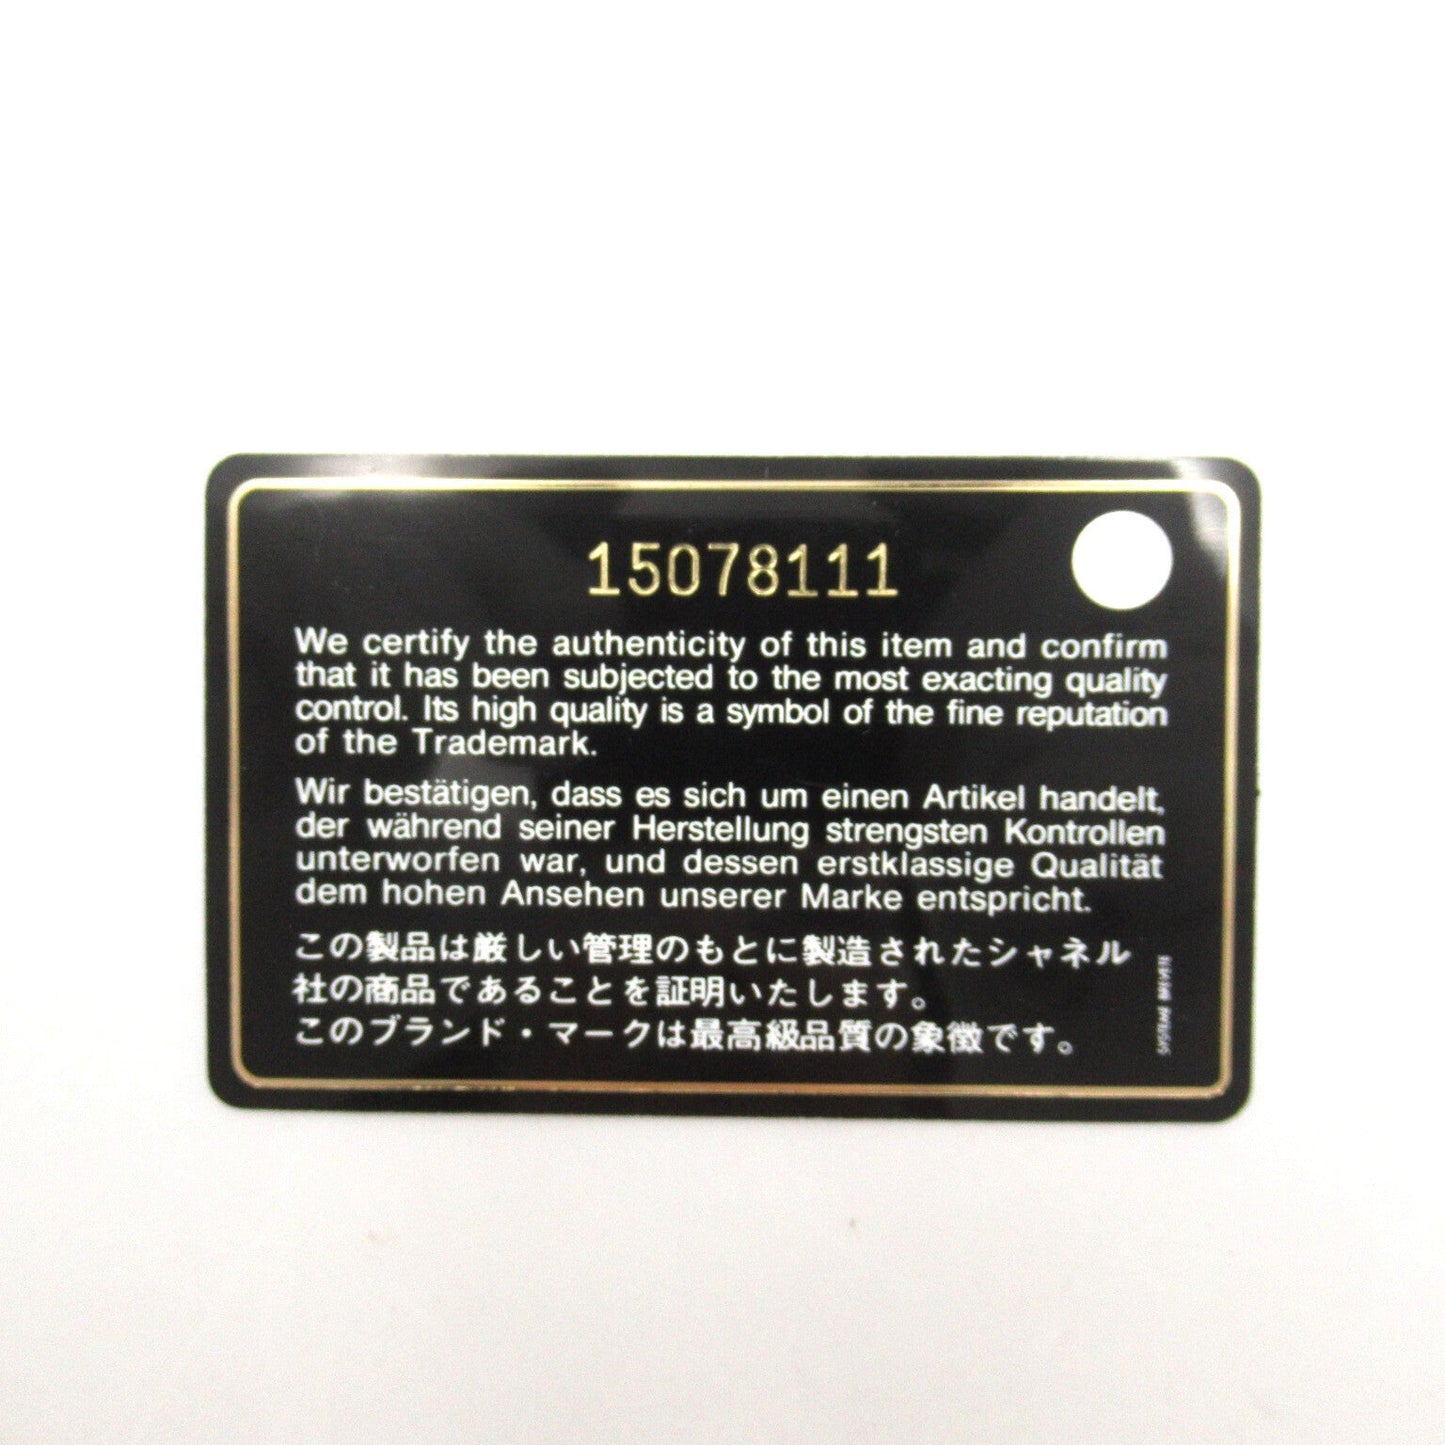 15078111
We certify the authenticity of this item and confirm
that it has been subjected to the most exacting quality
control. Its high quality is a symbol of the fine reputation
of the Trademark.
Wir bestätigen, dass es sich um einen Artikel handelt,
der während seiner Herstellung strengsten Kontrollen
unterworfen war, und dessen erstklassige Qualität
dem hohen Ansehen unserer Marke entspricht.
この製品は厳しい管理のもとに製造されたシャネル
社の商品であることを証明いたします。
このブランド・マークは最高級品質の象徴です。
SYSTEME BREVETE